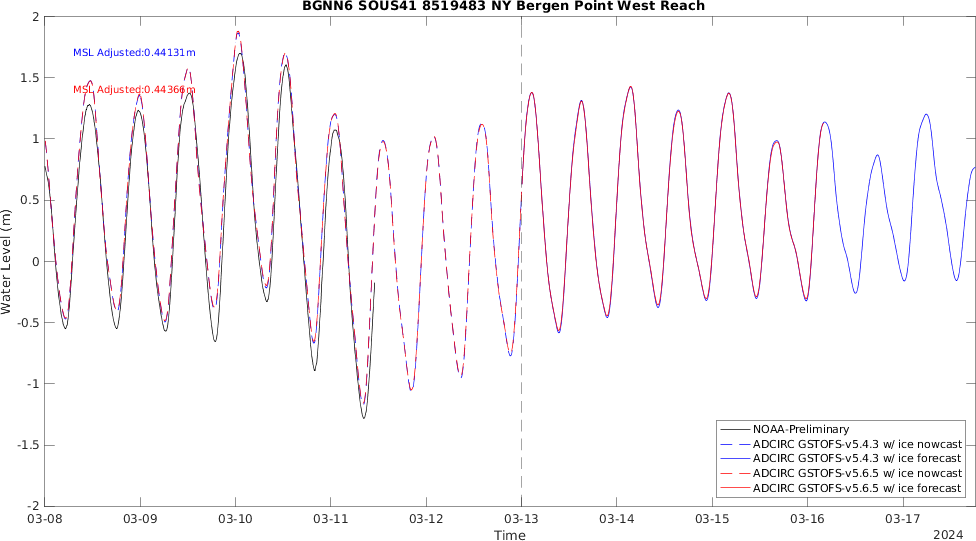 BGNN6 SOUS41 8519483 NY Bergen Point West Reach
2
1.5
1
0.5
0
-0.5
-1
-1.5
-2
Water Level (m)
MSL Adjusted:0.44131m
MSL Adjusted:0.44366m
NOAA-Preliminary
ADCIRC GSTOFS-v5.4.3 w/ ice nowcast
ADCIRC GSTOFS-v5.4.3 w/ ice forecast
ADCIRC GSTOFS-v5.6.5 w/ ice nowcast
ADCIRC GSTOFS-v5.6.5 w/ ice forecast
03-08 03-09 03-10 03-11 03-12 03-13 03-14 03-15 03-16 03-17
Time
2024